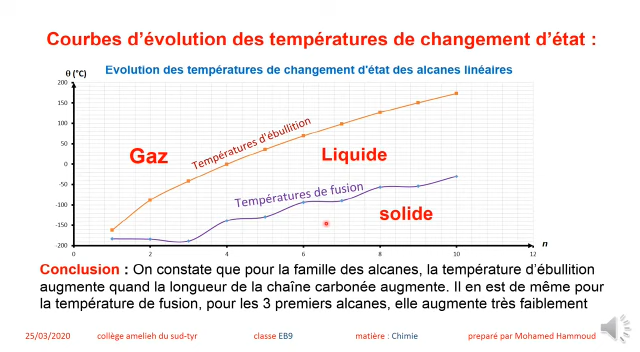 Courbes d’évolution des températures de changement d’état :
Evolution des températures de changement d'état des alcanes linéaires
θ (°C)
200
150
100
50
0
-50
-100
-150
-200
0
2
4
6
8
10
12
n
Gaz
Températures d'ébullition
Liquide
Températures de fusion
solide
Conclusion : On constate que pour la famille des alcanes, la température d’ébullition
augmente quand la longueur de la chaîne carbonée augmente. Il en est de même pour
la température de fusion, pour les 3 premiers alcanes, elle augmente très faiblement
25/03/2020 collège amelieh du sud-tyr classe EB9 matière : Chimie preparé par Mohamed Hammoud